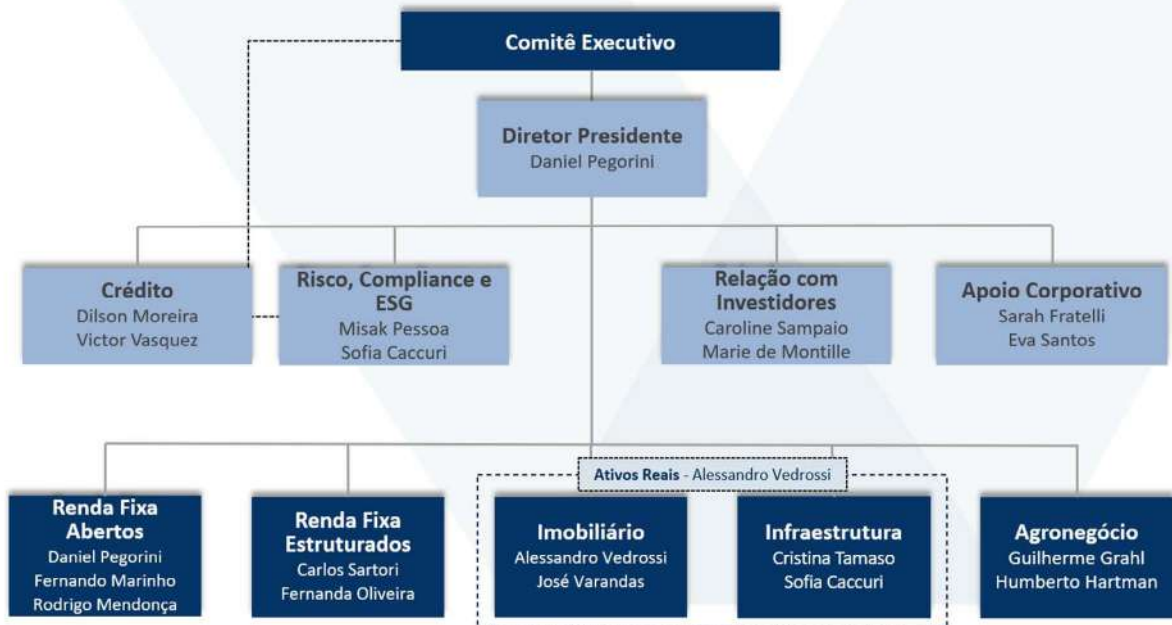 Comitê Executivo
Diretor Presidente
Daniel Pegorini
Crédito
Dilson Moreira
Victor Vasquez
Risco, Compliance e
ESG
Misak Pessoa
Sofia Caccuri
Relação com
Investidores
Caroline Sampaio
Marie de Montille
Apoio Corporativo
Sarah Fratelli
Eva Santos
Ativos Reais - Alessandro Vedrossi
Renda Fixa
Abertos
Daniel Pegorini
Fernando Marinho
Rodrigo Mendonça
Renda Fixa
Estruturados
Carlos Sartori
Fernanda Oliveira
Imobiliário
Alessandro Vedrossi
José Varandas
Infraestrutura
Cristina Tamaso
Sofia Caccuri
Agronegócio
Guilherme Grahl
Humberto Hartman